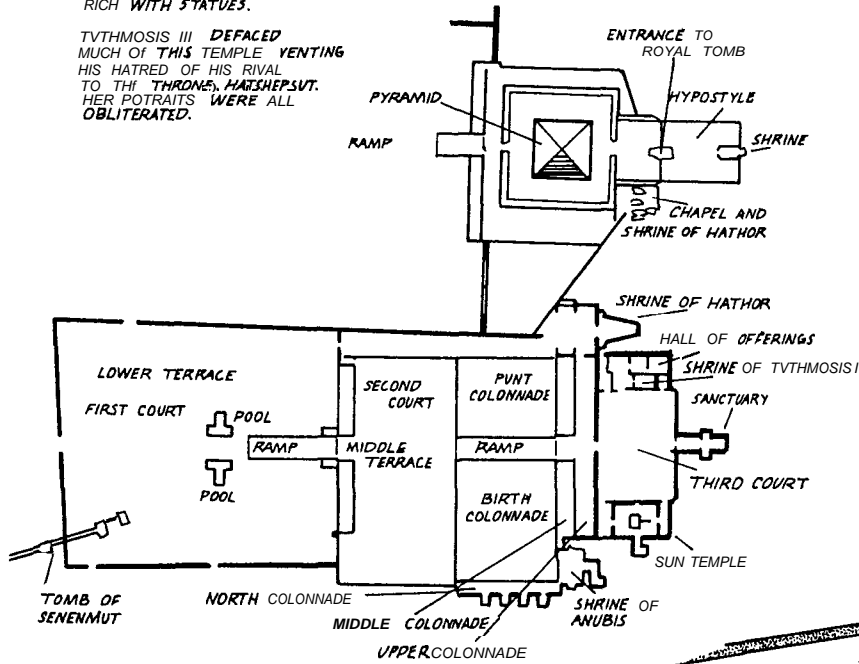 RICH WITH STATUES.
TVTHMOSIS III DEFACED
MUCH Of THIS TEMPLE VENTING
HIS HATRED OF HIS RIVAL
TO THf THRONE, HATSHEPSUT.
HER POTRAITS WERE ALL
OBLITERATED.
ENTRANCE TO
ROYAL TOMB
PYRAMID
HYPOSTYLE
RAMP
SHRINE
CHAPEL AND
SHRINE OF HATHOR
SHRINE OF HATHOR
HALL OF OFFERINGS
SHRINE OF TVTHMOSIS I
SANCTUARY
LOWER TERRACE
FIRST COURT
POOL
POOL
RAMP
SECOND
COURT
MIDDLE
TERRACE
PUNT
COLONNADE
RAMP
BIRTH
COLONNADE
THIRD COURT
SUN TEMPLE
TOMB OF
SENENMUT
NORTH COLONNADE
MIDDLE COLONNADE
UPPER COLONNADE
SHRINE OF
ANUBIS